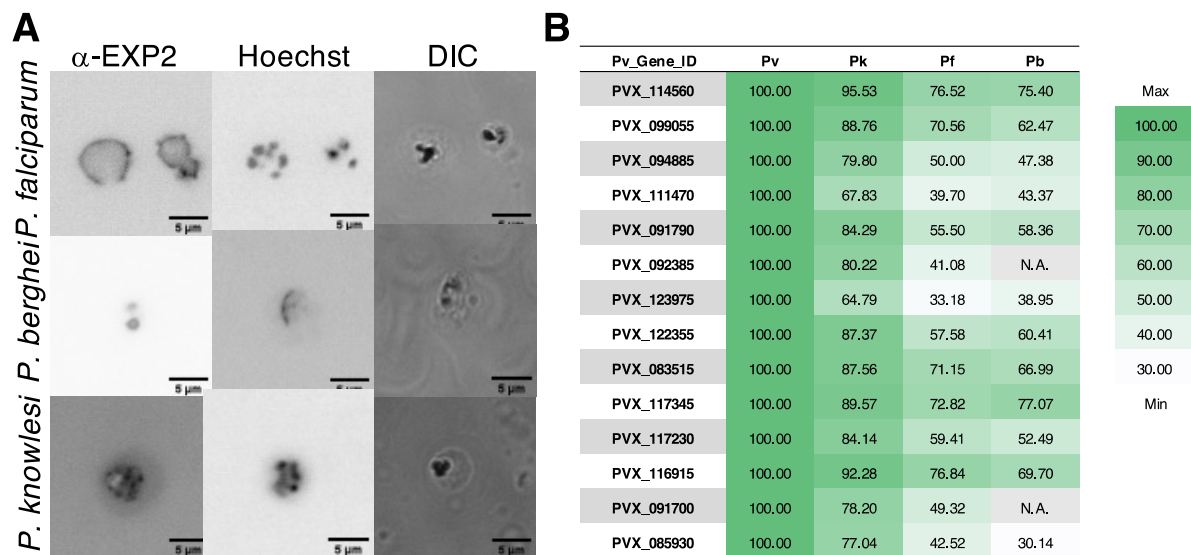 A
α-EXP2 Hoechst DIC
P. falciparum
5 µm 5 µm 5 µm
P. berghei
5 µm 5 µm 5 µm
P. knowlesi
5 µm 5 µm 5 µm
B
Pv_Gene_ID Pv Pk Pf Pb
PVX_114560 100.00 95.53 76.52 75.40
PVX_099055 100.00 88.76 70.56 62.47
PVX_094885 100.00 79.80 50.00 47.38
PVX_111470 100.00 67.83 39.70 43.37
PVX_091790 100.00 84.29 55.50 58.36
PVX_092385 100.00 80.22 41.08 N.A.
PVX_123975 100.00 64.79 33.18 38.95
PVX_122355 100.00 87.37 57.58 60.41
PVX_083515 100.00 87.56 71.15 66.99
PVX_117345 100.00 89.57 72.82 77.07
PVX_117230 100.00 84.14 59.41 52.49
PVX_116915 100.00 92.28 76.84 69.70
PVX_091700 100.00 78.20 49.32 N.A.
PVX_085930 100.00 77.04 42.52 30.14
Max
100.00
90.00
80.00
70.00
60.00
50.00
40.00
30.00
Min